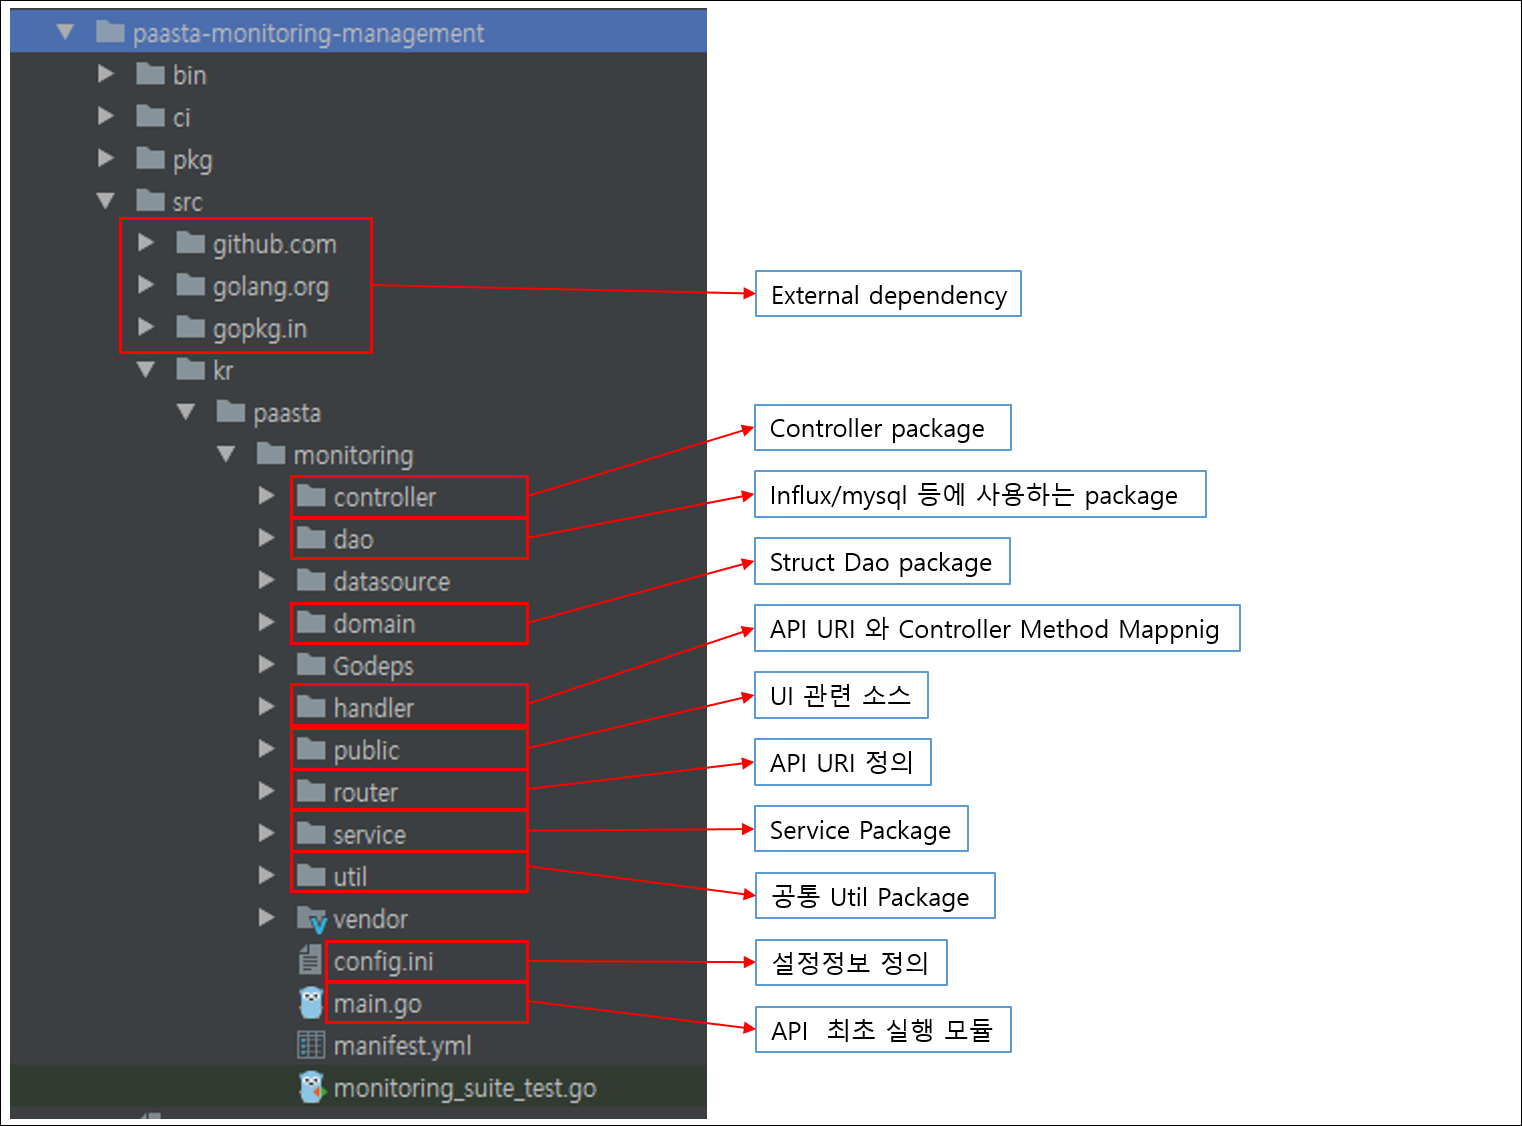 paasta-monitoring-management
bin
ci
pkg
src
github.com
golang.org
gopkg.in
kr
paasta
monitoring
controller
dao
datasource
domain
Godeps
handler
public
router
service
util
vendor
config.ini
main.go
manifest.yml
monitoring_suite_test.go
External dependency
Controller package
Influx/mysql 등에 사용하는 package
Struct Dao package
API URI 와 Controller Method Mappnig
UI 관련 소스
API URI 정의
Service Package
공통 Util Package
설정정보 정의
API 최초 실행 모듈